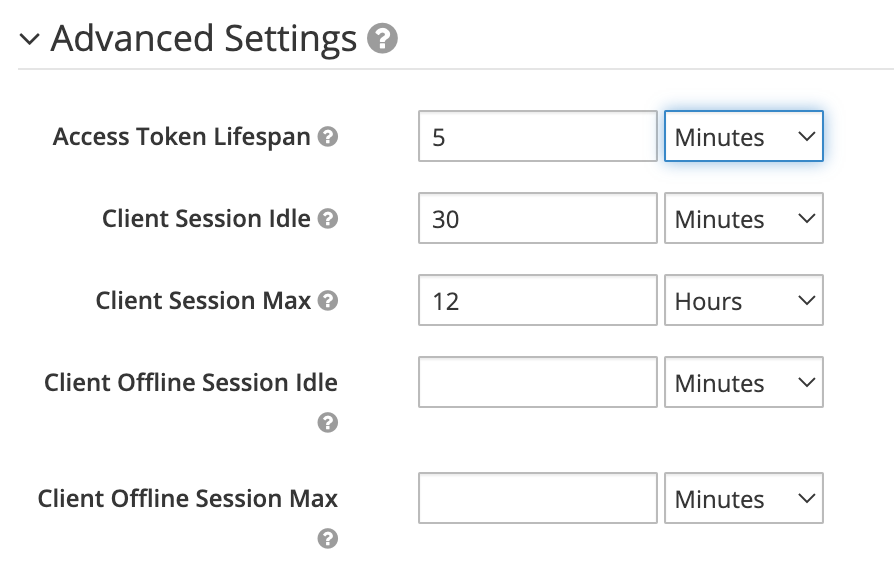 Advanced Settings ?
Access Token Lifespan ? 5 Minutes
Client Session Idle ? 30 Minutes
Client Session Max ? 12 Hours
Client Offline Session Idle ? Minutes
Client Offline Session Max ? Minutes